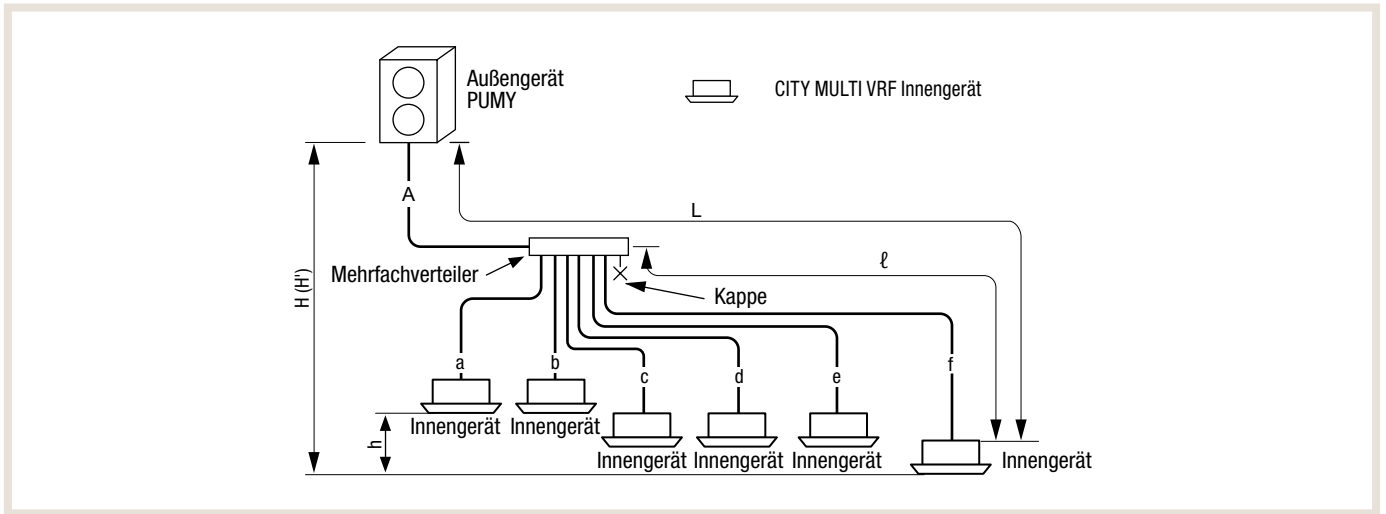 Außengerät
PUMY
CITY MULTI VRF Innengerät
A
L
H (H')
Mehrfachverteiler
ℓ
Kappe
a
b
c
d
e
f
h
Innengerät
Innengerät
Innengerät
Innengerät
Innengerät
Innengerät